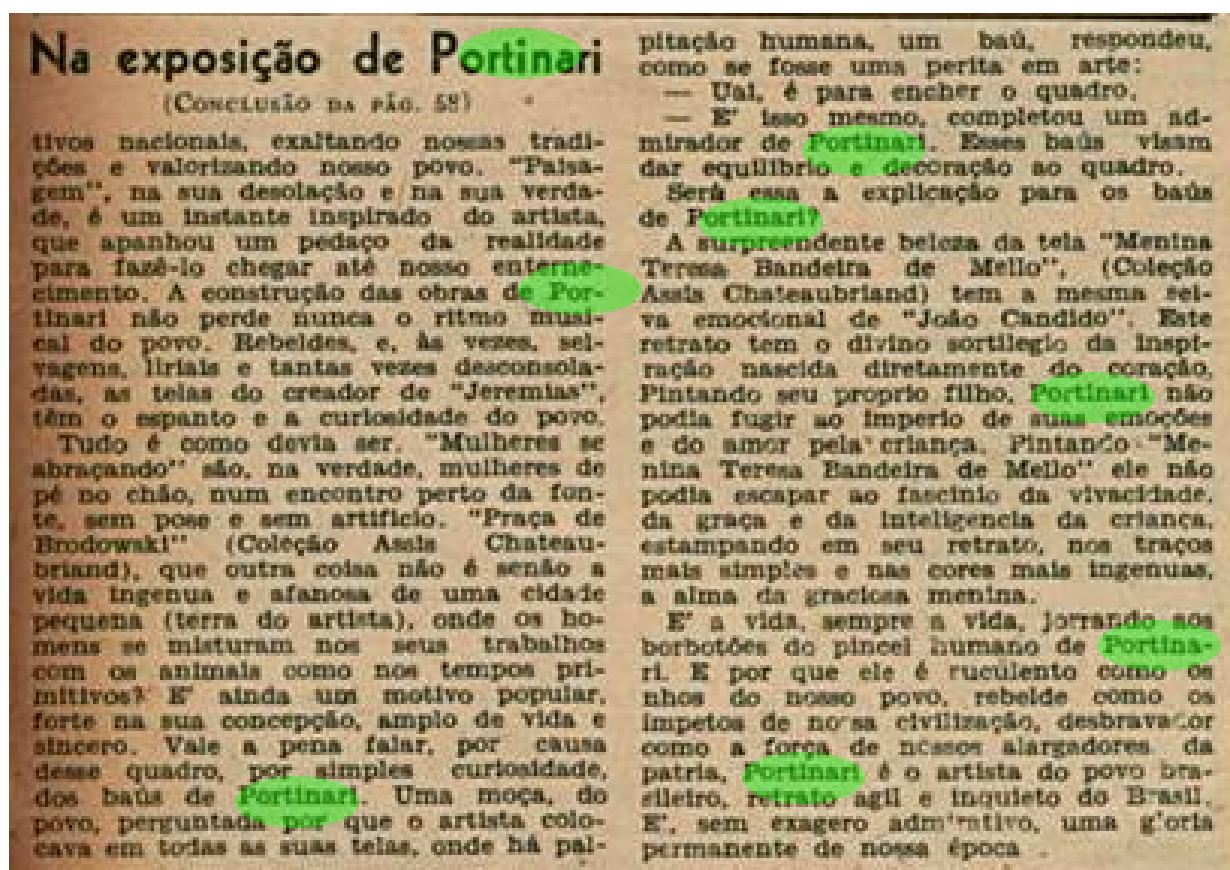 Na exposição de Portinari
(CONCLUSÃO DA PÁG. 58)
tivos nacionais, exaltando nossas tradi-
ções e valorizando nosso povo. "Paisa-
gem", na sua desolação e na sua verda-
de, é um instante inspirado do artista,
que apanhou um pedaço da realidade
para fazê-lo chegar até nosso enterne-
cimento. A construção das obras de Por-
tinari não perde nunca o ritmo musi-
cal do povo. Rebeldes, e, às vezes, sel-
vagens, liriais e tantas vezes desconsola-
das, as telas do creador de "Jeremias",
têm o espanto e a curiosidade do povo.
Tudo é como devia ser. "Mulheres se
abraçando" são, na verdade, mulheres de
pé no chão, num encontro perto da fon-
te, sem pose e sem artificio. "Praça de
Brodowski" (Coleção Assis Chateau-
briand), que outra coisa não é senão a
vida ingenua e afanosa de uma cidade
pequena (terra do artista), onde os ho-
mens se misturam nos seus trabalhos
com os animais como nos tempos pri-
mitivos? E' ainda um motivo popular,
forte na sua concepção, amplo de vida e
sincero. Vale a pena falar, por causa
desse quadro, por simples curiosidade,
dos baús de Portinari. Uma moça, do
povo, perguntada por que o artista colo-
cava em todas as suas telas, onde há pal-
pitação humana, um baú, respondeu,
como se fosse uma perita em arte:
— Uai, é para encher o quadro.
— E' isso mesmo, completou um ad-
mirador de Portinari. Esses baús visam
dar equilibrio e decoração ao quadro.
Será essa a explicação para os baús
de Portinari?
A surpreendente beleza da tela "Menina
Teresa Bandeira de Mello", (Coleção
Assis Chateaubriand) tem a mesma sei-
va emocional de "João Candido". Este
retrato tem o divino sortilegio da inspi-
ração nascida diretamente do coração.
Pintando seu proprio filho, Portinari não
podia fugir ao imperio de suas emoções
e do amor pela criança. Pintando "Me-
nina Teresa Bandeira de Mello" ele não
podia escapar ao fascinio da vivacidade,
da graça e da inteligencia da criança,
estampando em seu retrato, nos traços
mais simples e nas cores mais ingenuas,
a alma da graciosa menina.
E' a vida, sempre a vida, jorrando aos
borbotões do pincel humano de Portina-
ri. E por que ele é ruculento como os
nhos do nosso povo, rebelde como os
impetos de nossa civilização, desbravador
como a força de nossos alargadores da
patria, Portinari é o artista do povo bra-
sileiro, retrato agil e inquieto do Brasil.
E', sem exagero admirativo, uma gloria
permanente de nossa época.